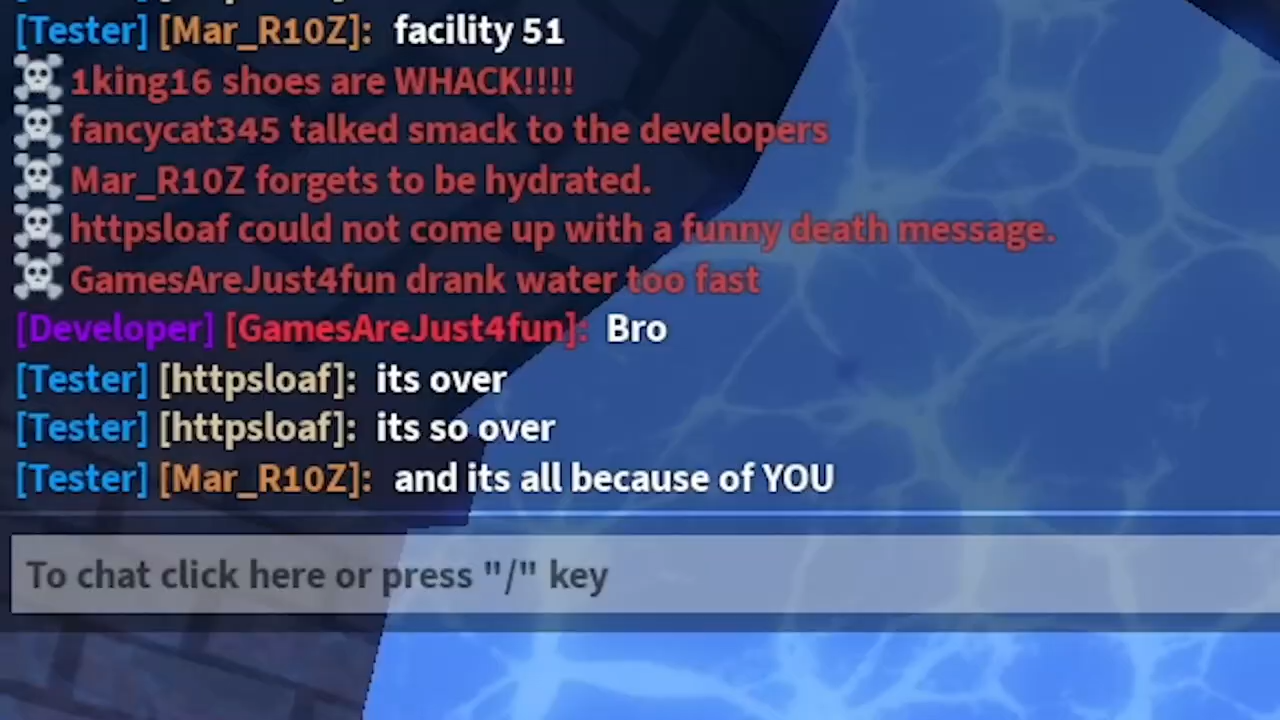 [Tester] [Mar_R10Z]: facility 51
☠ 1king16 shoes are WHACK!!!!
☠ fancycat345 talked smack to the developers
☠ Mar_R10Z forgets to be hydrated.
☠ httpsloaf could not come up with a funny death message.
☠ GamesAreJust4fun drank water too fast
[Developer] [GamesAreJust4fun]: Bro
[Tester] [httpsloaf]: its over
[Tester] [httpsloaf]: its so over
[Tester] [Mar_R10Z]: and its all because of YOU
To chat click here or press "/" key